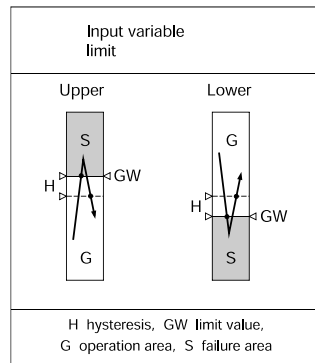 Input variable
limit
Upper Lower
S G
H GW
H GW
G S
H hysteresis, GW limit value,
G operation area, S failure area